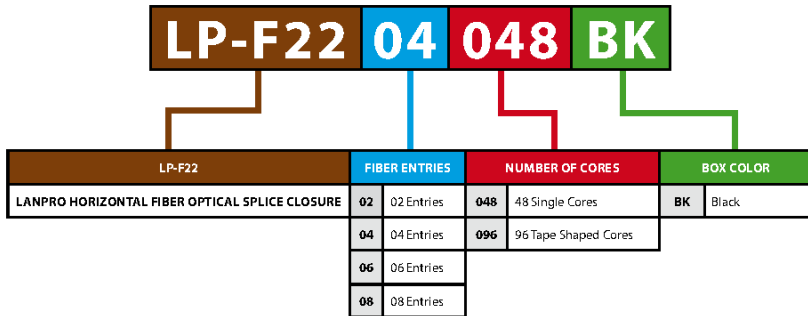 LP-F22 04 048 BK
LP-F22 FIBER ENTRIES NUMBER OF CORES BOX COLOR
LANPRO HORIZONTAL FIBER OPTICAL SPLICE CLOSURE 02 02 Entries 048 48 Single Cores BK Black
04 04 Entries 096 96 Tape Shaped Cores
06 06 Entries
08 08 Entries